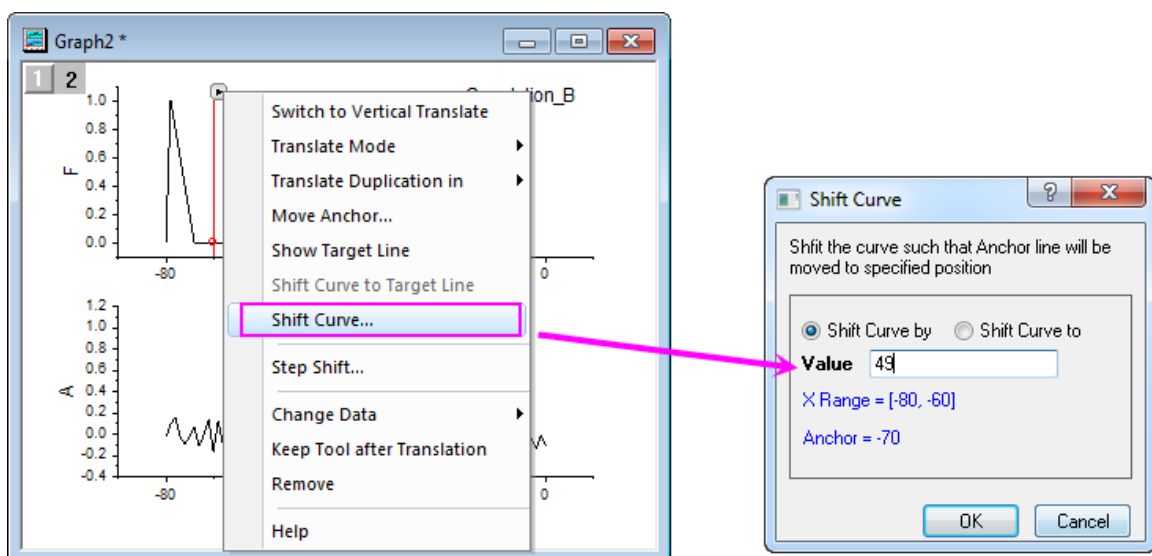 Graph2 *
1 2
ion_B
1.0
0.8
0.6
0.4
0.2
0.0
F
-80
0
1.2
1.0
0.8
0.6
0.4
0.2
0.0
-0.2
-0.4
A
-80
0
Switch to Vertical Translate
Translate Mode
Translate Duplication in
Move Anchor...
Show Target Line
Shift Curve to Target Line
Shift Curve...
Step Shift...
Change Data
Keep Tool after Translation
Remove
Help
Shift Curve
?
Shfit the curve such that Anchor line will be
moved to specified position
Shift Curve by Shift Curve to
Value 49
X Range = [-80, -60]
Anchor = -70
OK Cancel